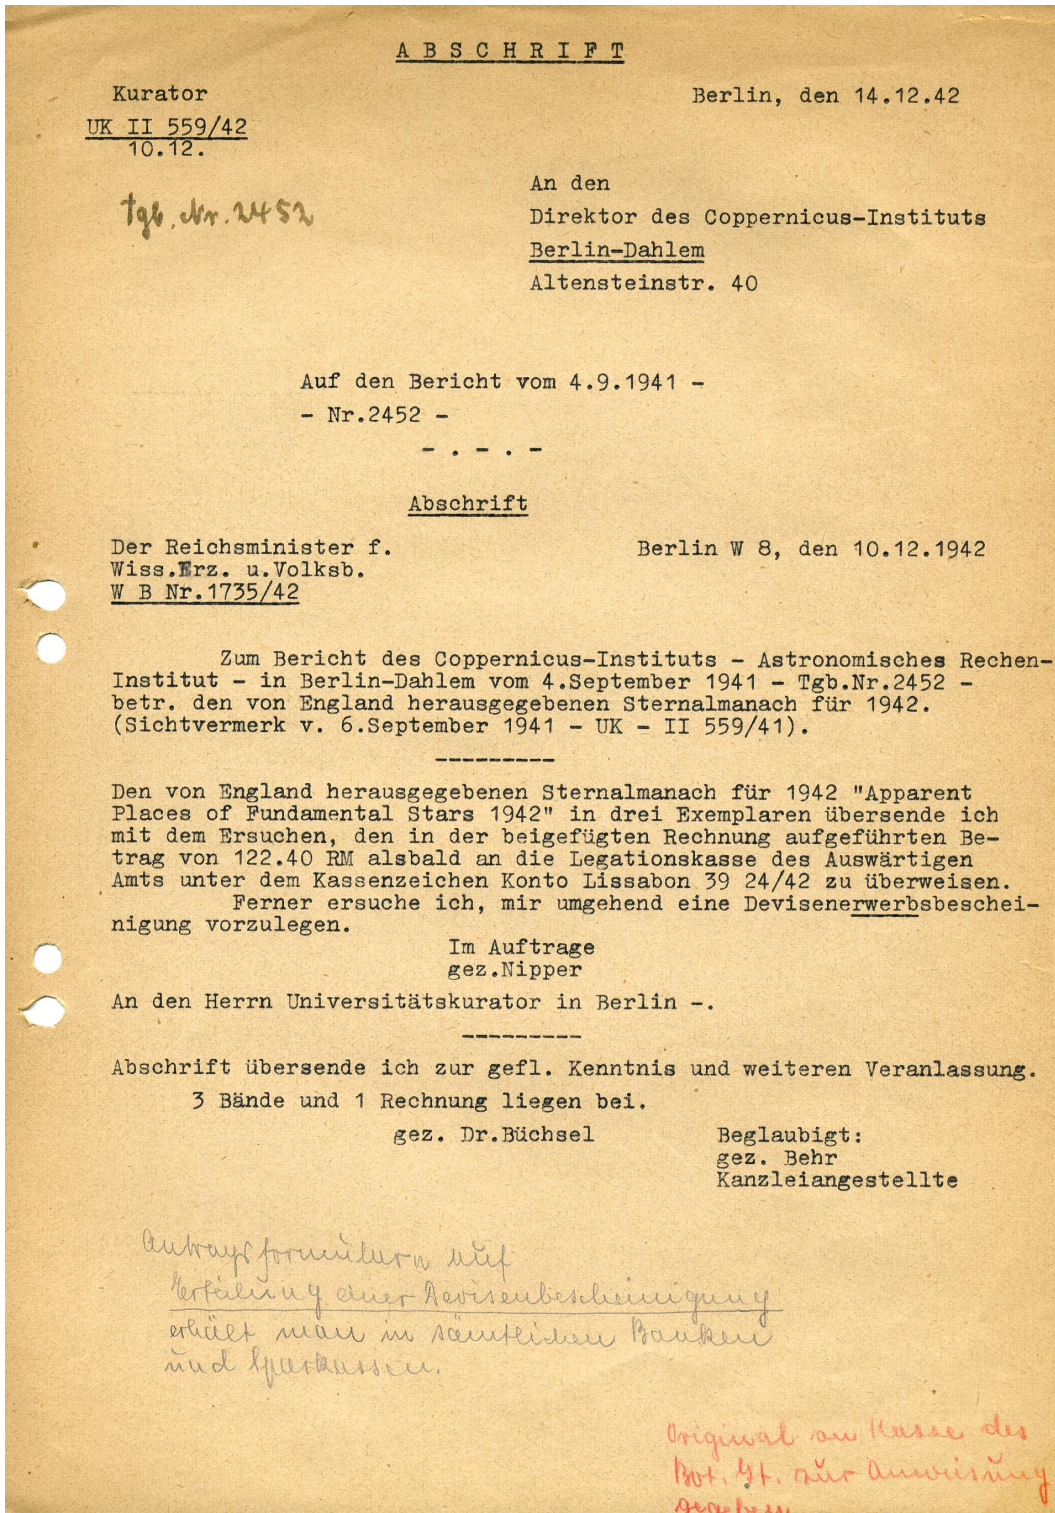 ABSCHRIFT
Kurator
Berlin, den 14.12.42
UK II 559/42
10.12.
Tgb. Nr. 2452
An den
Direktor des Coppernicus-Instituts
Berlin-Dahlem
Altensteinstr. 40
Auf den Bericht vom 4.9.1941 -
- Nr.2452 -
- . - . -
Abschrift
Der Reichsminister f.
Berlin W 8, den 10.12.1942
Wiss.Erz. u.Volksb.
W B Nr.1735/42
Zum Bericht des Coppernicus-Instituts - Astronomisches Rechen-
Institut - in Berlin-Dahlem vom 4.September 1941 - Tgb.Nr.2452 -
betr. den von England herausgegebenen Sternalmanach für 1942.
(Sichtvermerk v. 6.September 1941 - UK - II 559/41).
---------
Den von England herausgegebenen Sternalmanach für 1942 "Apparent
Places of Fundamental Stars 1942" in drei Exemplaren übersende ich
mit dem Ersuchen, den in der beigefügten Rechnung aufgeführten Be-
trag von 122.40 RM alsbald an die Legationskasse des Auswärtigen
Amts unter dem Kassenzeichen Konto Lissabon 39 24/42 zu überweisen.
Ferner ersuche ich, mir umgehend eine Devisenerwerbsbeschei-
nigung vorzulegen.
Im Auftrage
gez.Nipper
An den Herrn Universitätskurator in Berlin -.
---------
Abschrift übersende ich zur gefl. Kenntnis und weiteren Veranlassung.
3 Bände und 1 Rechnung liegen bei.
gez. Dr.Büchsel
Beglaubigt:
gez. Behr
Kanzleiangestellte
Antragsformulare auf
Erteilung einer Devisenbescheinigung
erhält man in sämtlichen Banken
und Sparkassen.
Original an Kasse des
Bot. Gt. zur Anweisung
gegeben